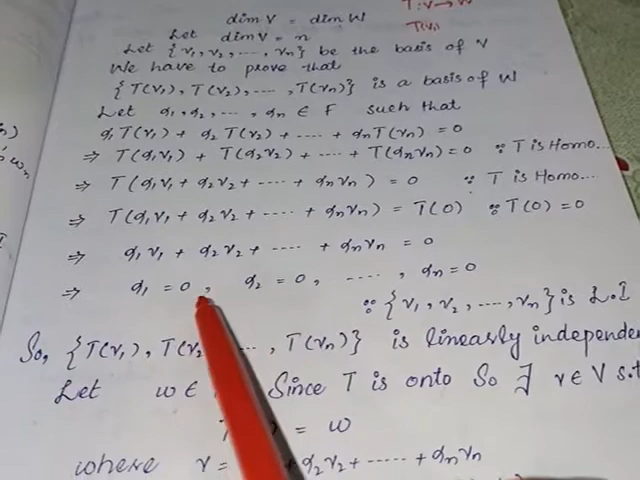 T: V → W
dim V = dim W
T(v₁
Let dim V = n
Let {v₁, v₂, ..., vₙ} be the basis of V
We have to prove that
{T(v₁), T(v₂), ..., T(vₙ)} is a basis of W
Let α₁, α₂, ..., αₙ ∈ F such that
α₁T(v₁) + α₂T(v₂) + ---- + αₙT(vₙ) = 0
⇒ T(α₁v₁) + T(α₂v₂) + ---- + T(αₙvₙ) = 0 ∵ T is Homo...
⇒ T(α₁v₁ + α₂v₂ + ---- + αₙvₙ) = 0 ∵ T is Homo...
⇒ T(α₁v₁ + α₂v₂ + ---- + αₙvₙ) = T(0) ∵ T(0) = 0
⇒ α₁v₁ + α₂v₂ + ---- + αₙvₙ = 0
⇒ α₁ = 0, α₂ = 0, ----, αₙ = 0
∵ {v₁, v₂, ---, vₙ} is L.I
So, {T(v₁), T(v₂ ..., T(vₙ)} is linearly independen
Let w ∈ Since T is onto So ∃ v ∈ V s.t
= w
where v = + α₂v₂ + ----- + αₙvₙ